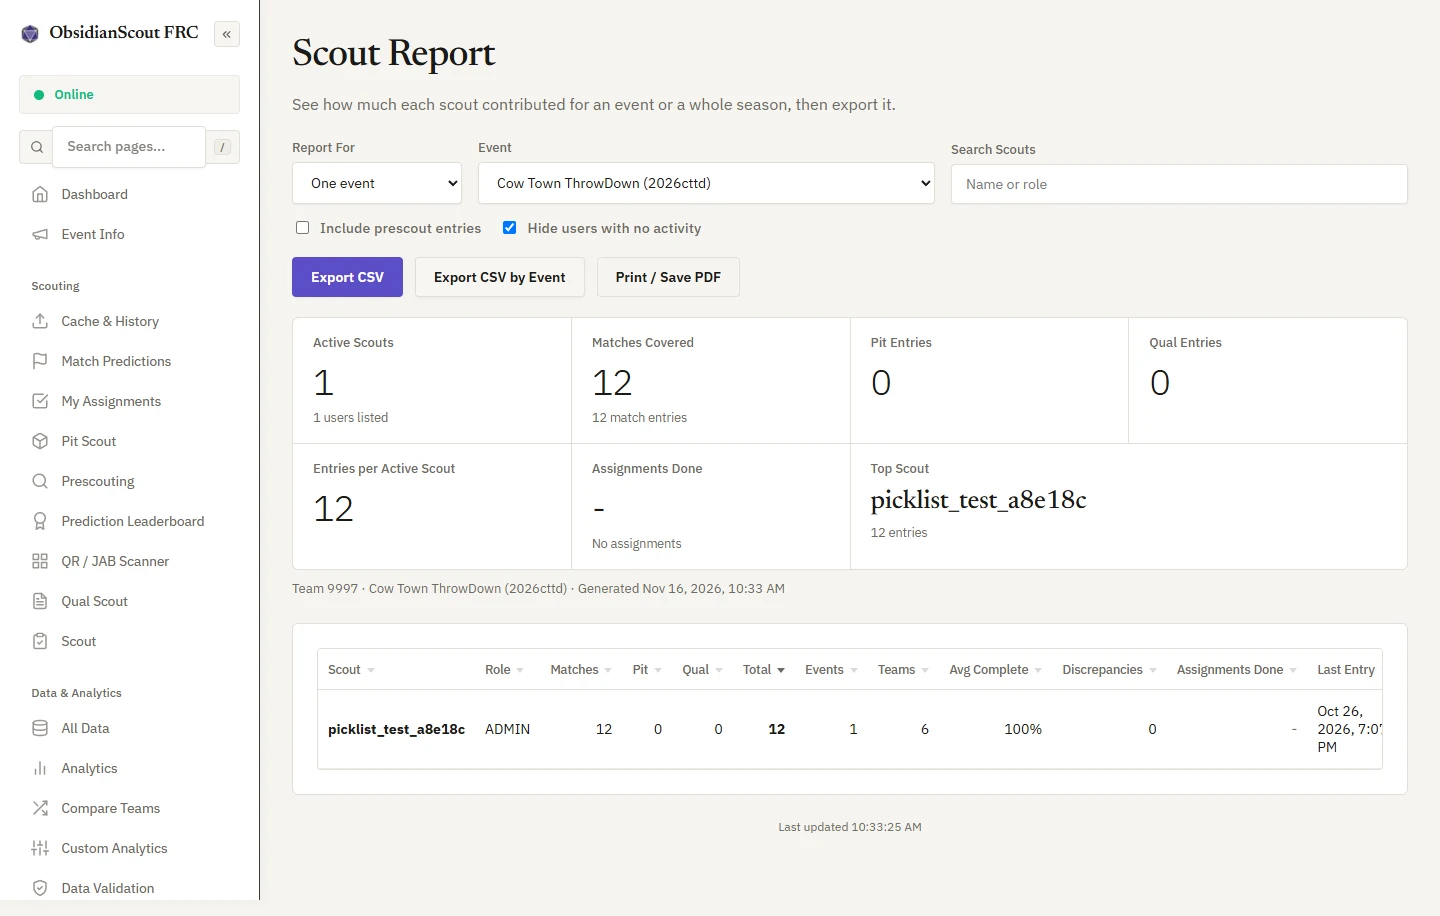 ObsidianScout FRC
«
Online
Search pages...
/
Dashboard
Event Info
Scouting
Cache & History
Match Predictions
My Assignments
Pit Scout
Prescouting
Prediction Leaderboard
QR / JAB Scanner
Qual Scout
Scout
Data & Analytics
All Data
Analytics
Compare Teams
Custom Analytics
Data Validation
Scout Report
See how much each scout contributed for an event or a whole season, then export it.
Report For
Event
Search Scouts
One event
Cow Town ThrowDown (2026cttd)
Name or role
Include prescout entries
Hide users with no activity
Export CSV
Export CSV by Event
Print / Save PDF
Active Scouts
1
1 users listed
Matches Covered
12
12 match entries
Pit Entries
0
Qual Entries
0
Entries per Active Scout
12
Assignments Done
-
No assignments
Top Scout
picklist_test_a8e18c
12 entries
Team 9997 · Cow Town ThrowDown (2026cttd) · Generated Nov 16, 2026, 10:33 AM
Scout Role Matches Pit Qual Total Events Teams Avg Complete Discrepancies Assignments Done Last Entry
picklist_test_a8e18c ADMIN 12 0 0 12 1 6 100% 0 - Oct 26,
2026, 7:07
PM
Last updated 10:33:25 AM